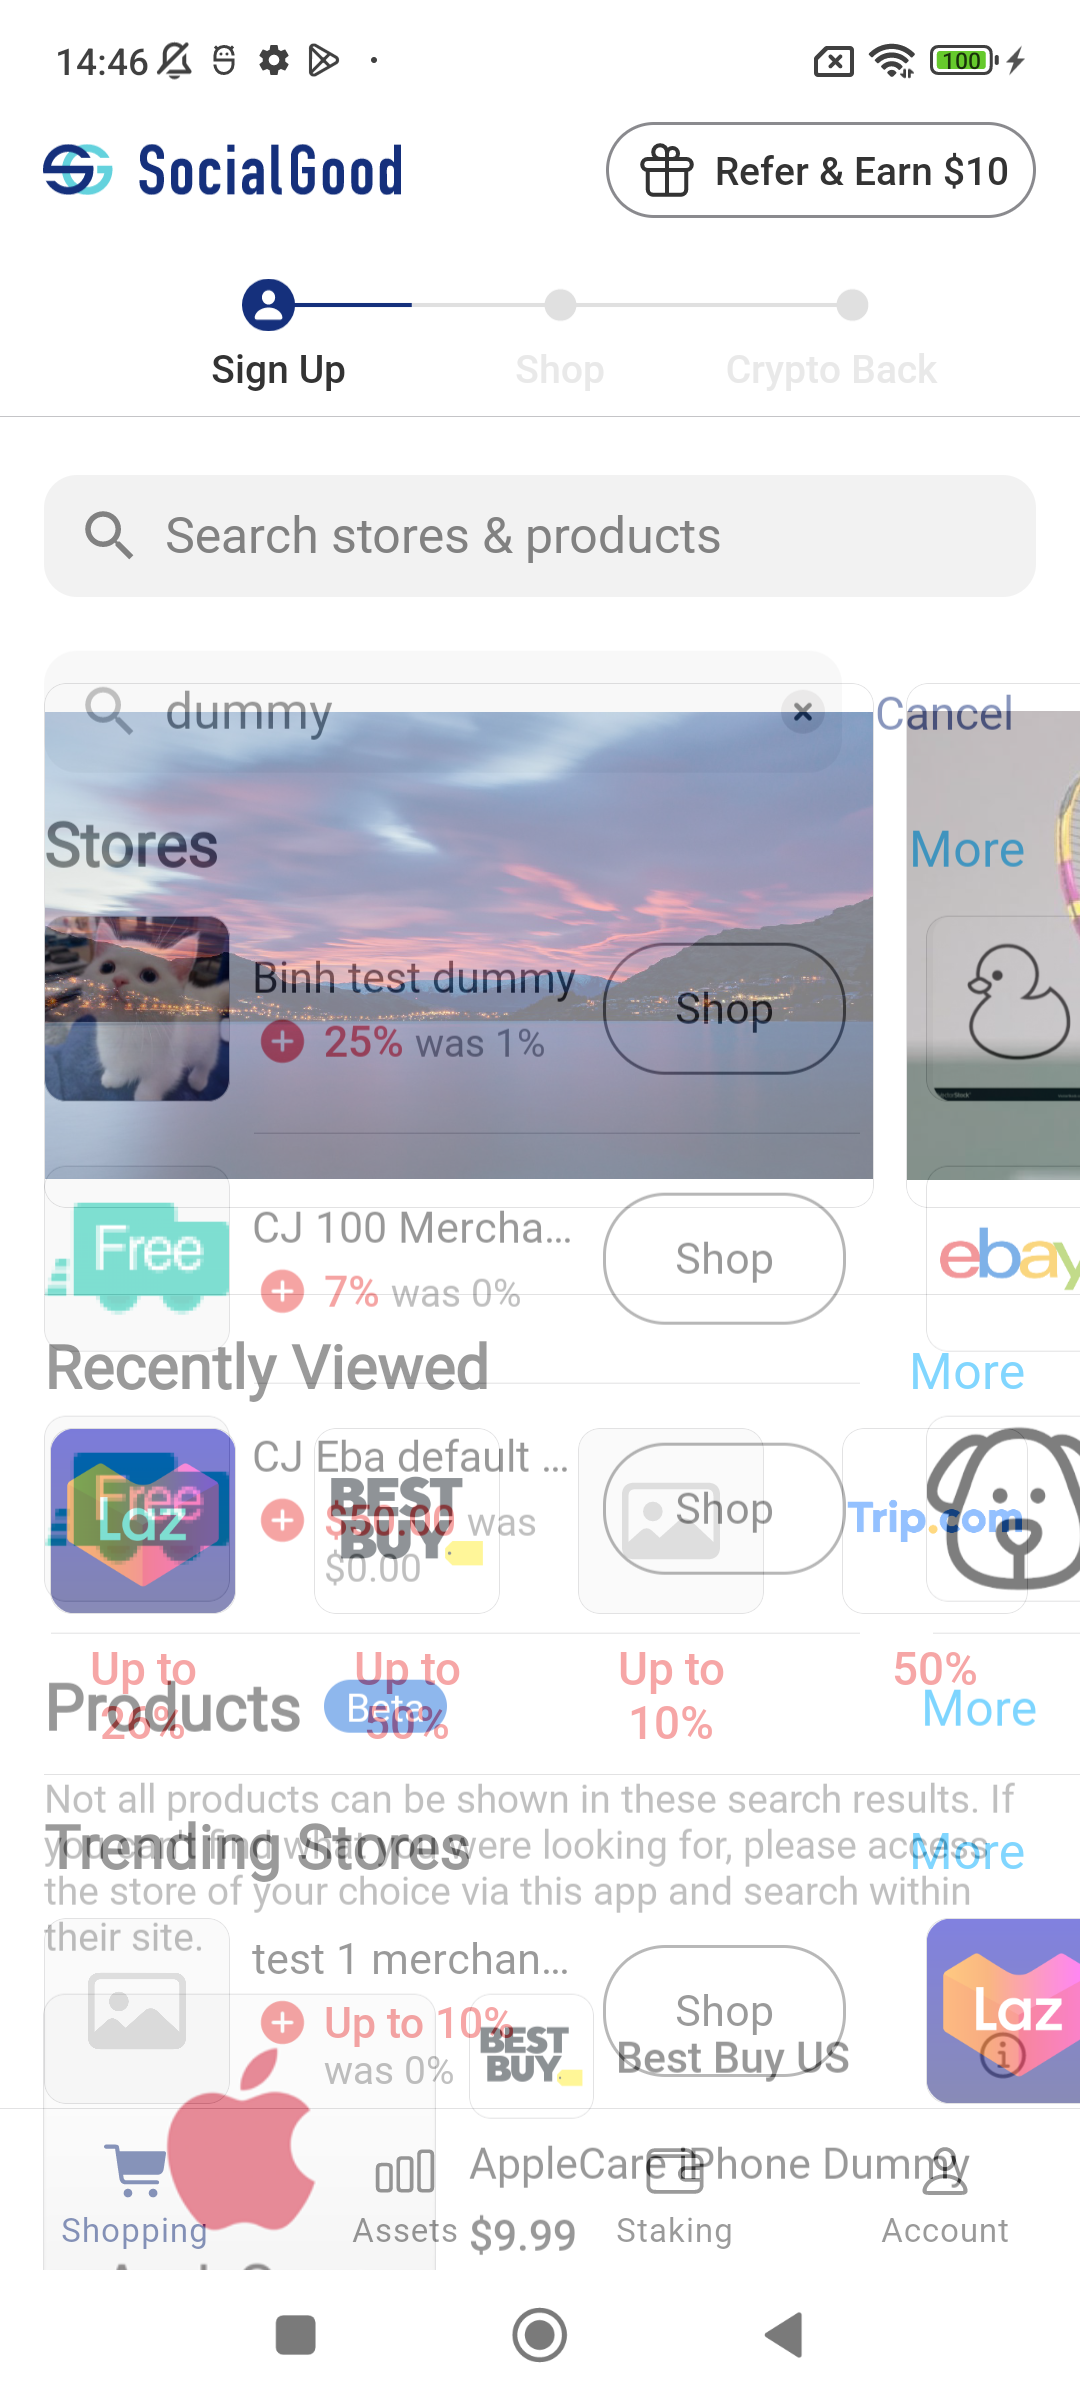 14:46
100
SocialGood
Refer & Earn $10
Sign Up
Shop
Crypto Back
Search stores & products
dummy
Cancel
Stores
More
Binh test dummy
25% was 1%
Shop
Free
CJ 100 Mercha...
7% was 0%
Shop
ebay
Recently Viewed
More
Free
Laz
CJ Eba default ...
$50.00 was
$0.00
BEST
BUY
Shop
Trip.com
Up to
26%
Up to
50%
Up to
10%
50%
Products
Beta
More
Not all products can be shown in these search results. If
you can't find what you were looking for, please access
the store of your choice via this app and search within
their site.
Trending Stores
More
test 1 merchan...
Up to 10%
was 0%
Shop
Laz
BEST
BUY
Best Buy US
AppleCare iPhone Dummy
$9.99
Shopping
Assets
Staking
Account